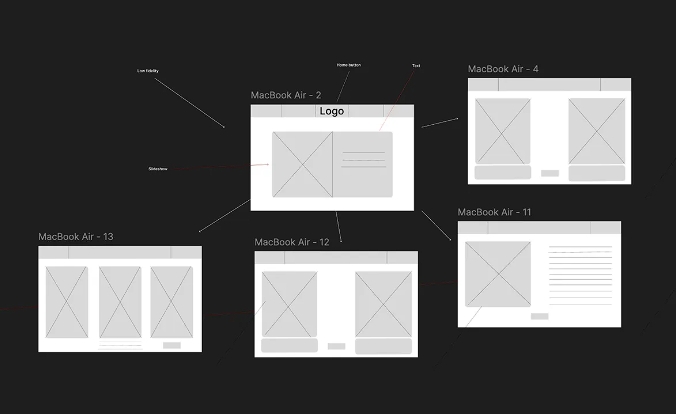 Low fidelity
Home button
Text
MacBook Air - 4
MacBook Air - 2
Logo
Slideshow
MacBook Air - 11
MacBook Air - 13
MacBook Air - 12